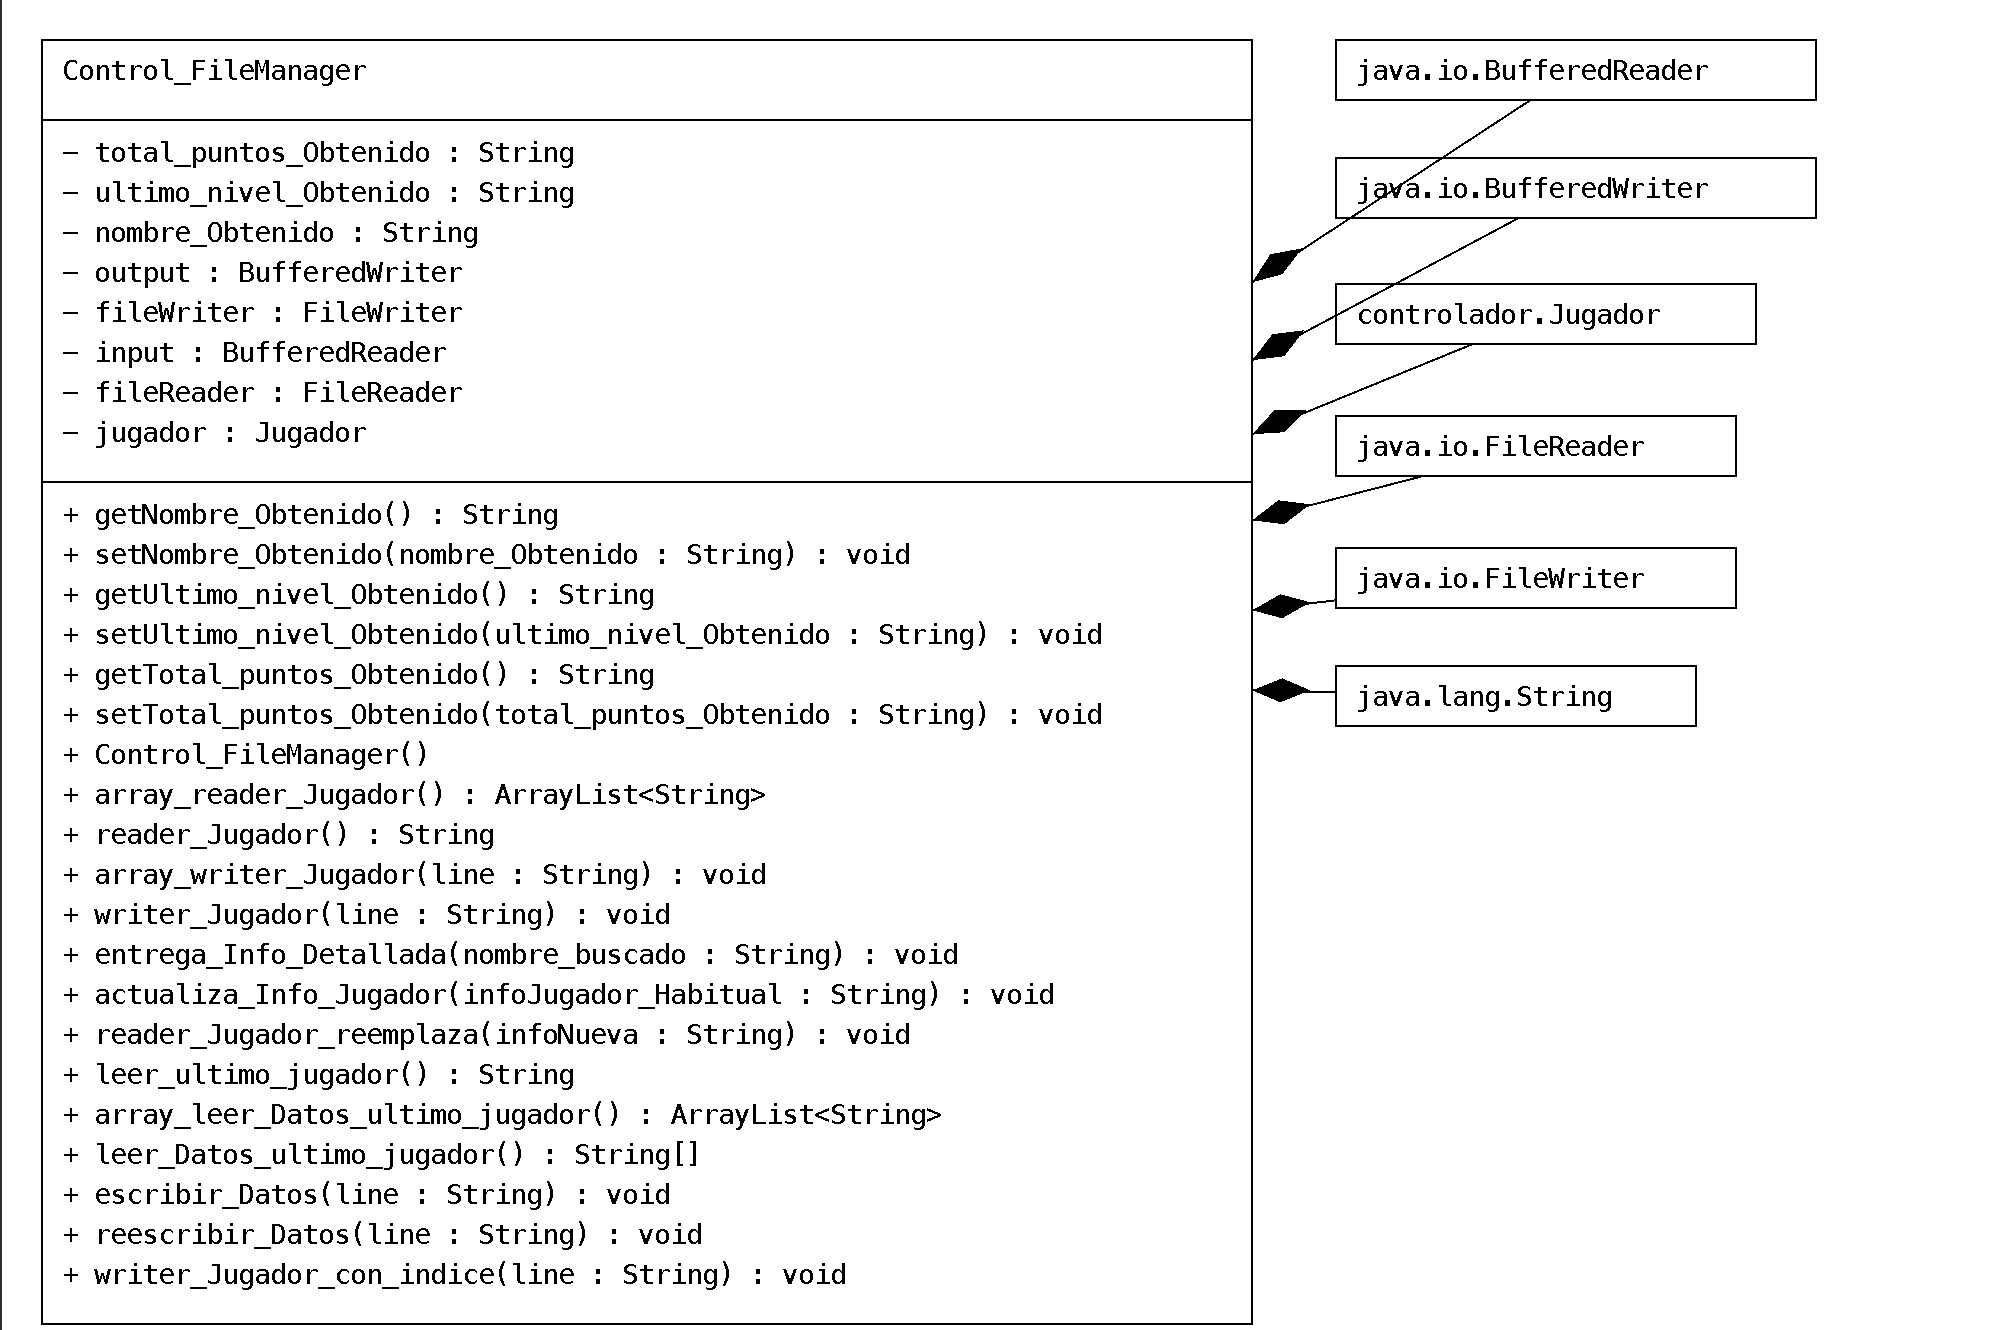 Control_FileManager
− total_puntos_Obtenido : String
− ultimo_nivel_Obtenido : String
− nombre_Obtenido : String
− output : BufferedWriter
− fileWriter : FileWriter
− input : BufferedReader
− fileReader : FileReader
− jugador : Jugador
+ getNombre_Obtenido() : String
+ setNombre_Obtenido(nombre_Obtenido : String) : void
+ getUltimo_nivel_Obtenido() : String
+ setUltimo_nivel_Obtenido(ultimo_nivel_Obtenido : String) : void
+ getTotal_puntos_Obtenido() : String
+ setTotal_puntos_Obtenido(total_puntos_Obtenido : String) : void
+ Control_FileManager()
+ array_reader_Jugador() : ArrayList<String>
+ reader_Jugador() : String
+ array_writer_Jugador(line : String) : void
+ writer_Jugador(line : String) : void
+ entrega_Info_Detallada(nombre_buscado : String) : void
+ actualiza_Info_Jugador(infoJugador_Habitual : String) : void
+ reader_Jugador_reemplaza(infoNueva : String) : void
+ leer_ultimo_jugador() : String
+ array_leer_Datos_ultimo_jugador() : ArrayList<String>
+ leer_Datos_ultimo_jugador() : String[]
+ escribir_Datos(line : String) : void
+ reescribir_Datos(line : String) : void
+ writer_Jugador_con_indice(line : String) : void
java.io.BufferedReader
java.io.BufferedWriter
controlador.Jugador
java.io.FileReader
java.io.FileWriter
java.lang.String